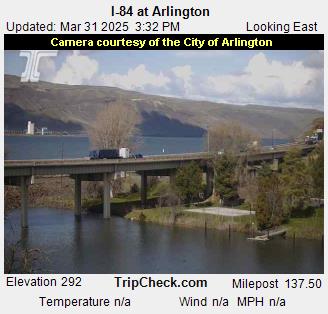 I-84 at Arlington
Updated: Mar 31 2025 3:32 PM Looking East
Camera courtesy of the City of Arlington
Elevation 292 TripCheck.com Milepost 137.50
Temperature n/a Wind n/a MPH n/a